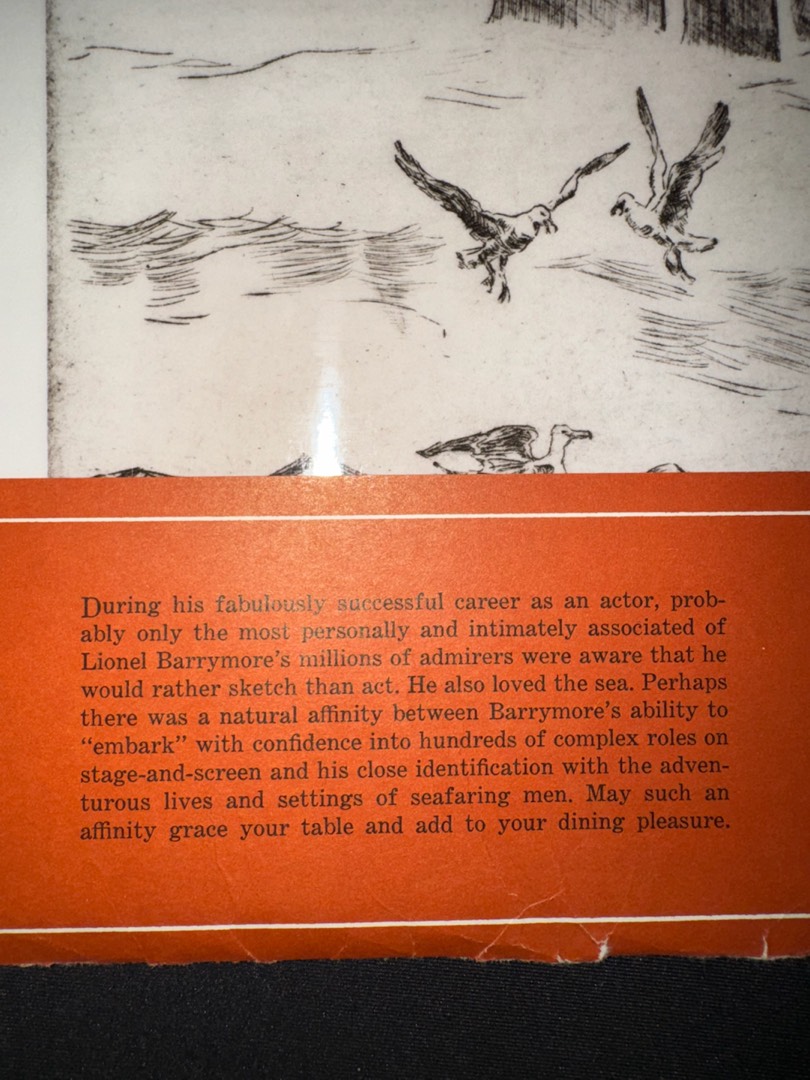 During his fabulously successful career as an actor, prob-
ably only the most personally and intimately associated of
Lionel Barrymore's millions of admirers were aware that he
would rather sketch than act. He also loved the sea. Perhaps
there was a natural affinity between Barrymore's ability to
“embark” with confidence into hundreds of complex roles on
stage-and-screen and his close identification with the adven-
turous lives and settings of seafaring men. May such an
affinity grace your table and add to your dining pleasure.